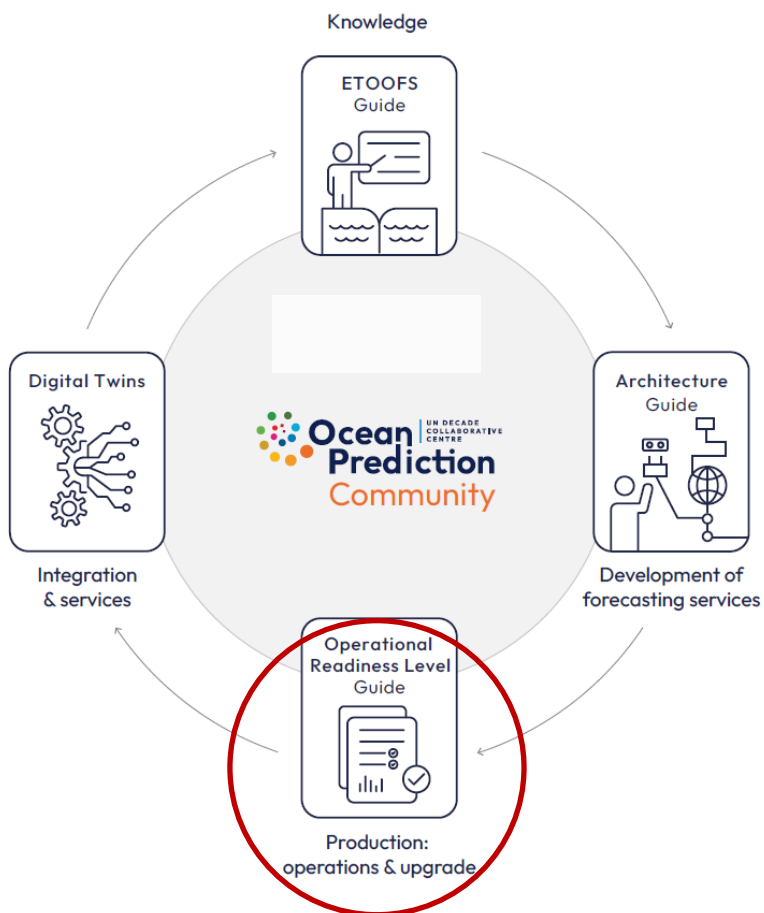 Knowledge
ETOOFS
Guide
Digital Twins
Integration
& services
Ocean
Prediction
Community
UN DECADE
COLLABORATIVE
CENTRE
Architecture
Guide
Development of
forecasting services
Operational
Readiness Level
Guide
Production:
operations & upgrade